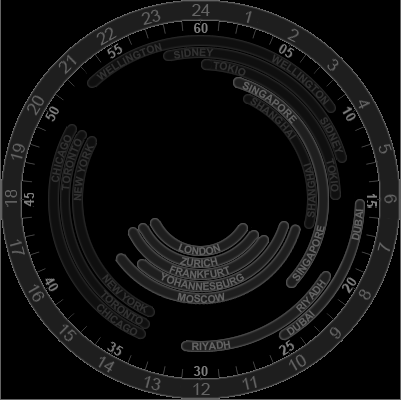 24
1
2
3
4
5
6
7
8
9
10
11
12
13
14
15
16
17
18
19
20
21
22
23
60
05
10
15
20
25
30
35
40
45
50
55
WELLINGTON
WELLINGTON
SIDNEY
SIDNEY
TOKIO
TOKIO
SINGAPORE
SINGAPORE
SHANGHAI
SHANGHAI
DUBAI
DUBAI
RIYADH
RIYADH
CHICAGO
TORONTO
NEW YORK
LONDON
ZURICH
FRANKFURT
YOHANNESBURG
MOSCOW
NEW YORK
TORONTO
CHICAGO